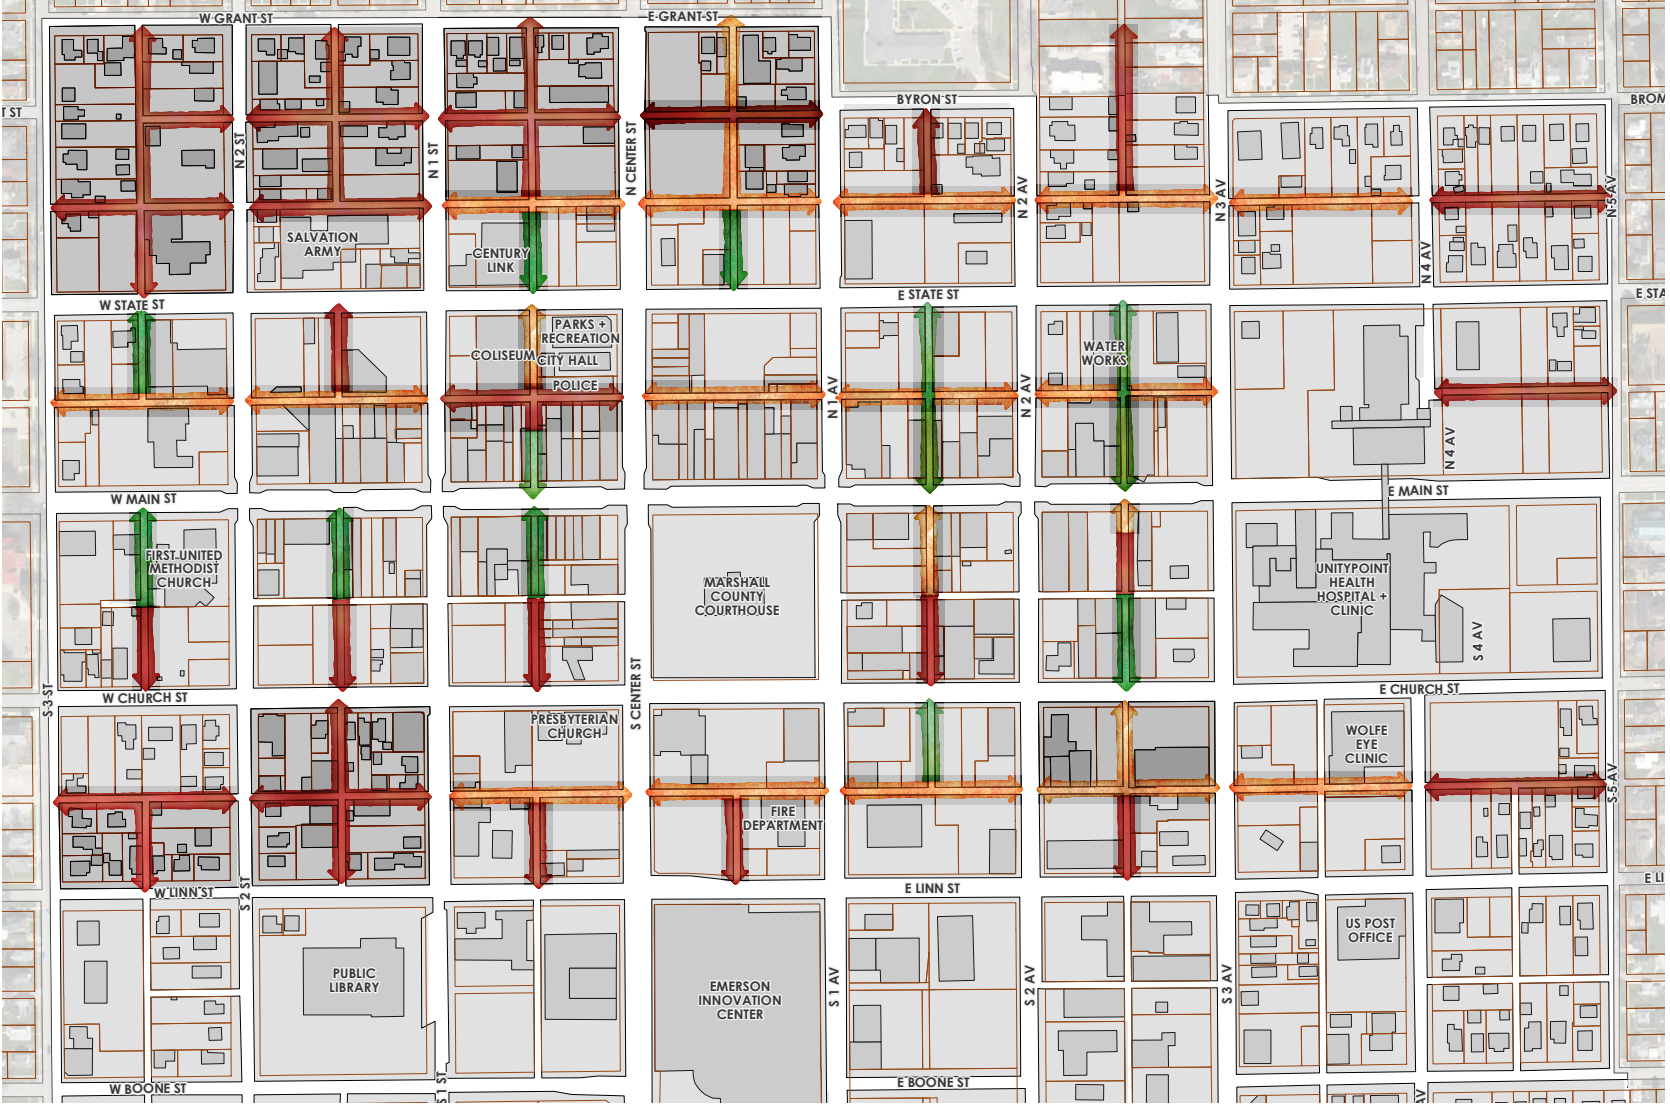 W GRANT ST
E GRANT ST
BYRON ST
T ST
BROM
N 2 ST
N 1 ST
N CENTER ST
N 2 AV
N 3 AV
N 4 AV
N 5 AV
SALVATION
ARMY
CENTURY
LINK
W STATE ST
E STATE ST
E STA
PARKS +
RECREATION
COLISEUM
CITY HALL
POLICE
WATER
WORKS
N 1 AV
N 2 AV
N 4 AV
W MAIN ST
E MAIN ST
FIRST UNITED
METHODIST
CHURCH
MARSHALL
COUNTY
COURTHOUSE
UNITYPOINT
HEALTH
HOSPITAL +
CLINIC
S 4 AV
S 3 ST
S CENTER ST
W CHURCH ST
E CHURCH ST
PRESBYTERIAN
CHURCH
WOLFE
EYE
CLINIC
S 5 AV
FIRE
DEPARTMENT
W LINN ST
E LINN ST
E LI
S 2 ST
US POST
OFFICE
PUBLIC
LIBRARY
EMERSON
INNOVATION
CENTER
S 1 AV
S 2 AV
S 3 AV
W BOONE ST
E BOONE ST
S 1 ST
AV